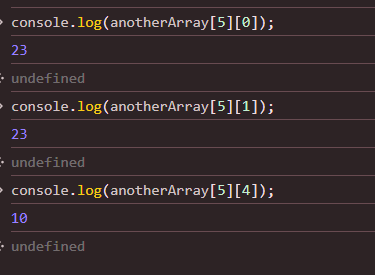 console.log(anotherArray[5][0]);
23
undefined
console.log(anotherArray[5][1]);
23
undefined
console.log(anotherArray[5][4]);
10
undefined